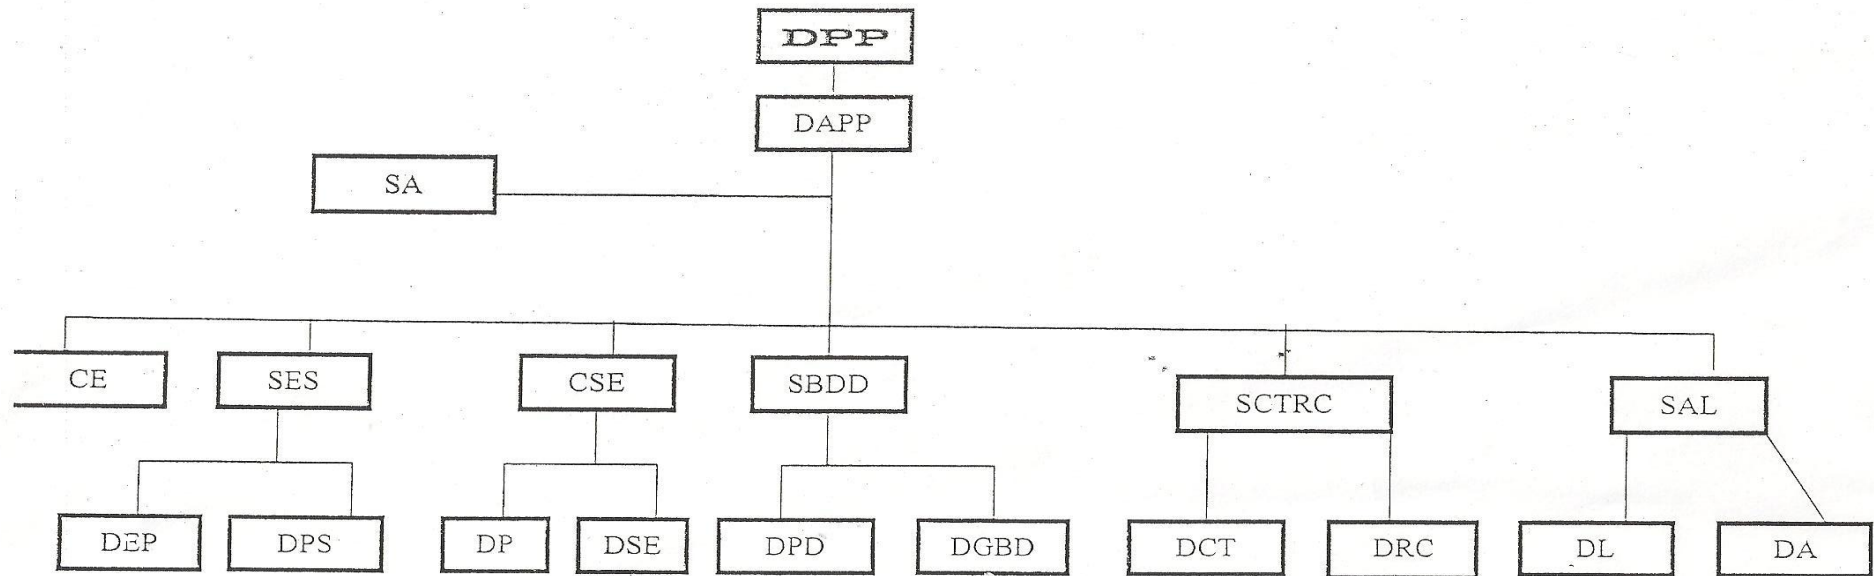 DPP
DAPP
SA
CE
SES
CSE
SBDD
SCTRC
SAL
DEP
DPS
DP
DSE
DPD
DGBD
DCT
DRC
DL
DA